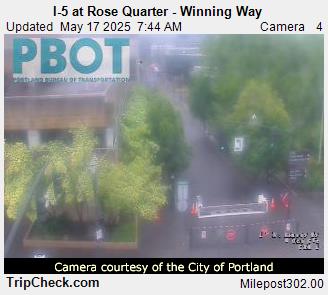 I-5 at Rose Quarter - Winning Way
Updated May 17 2025 7:44 AM Camera 4
PBOT
PORTLAND BUREAU OF TRANSPORTATION
Camera courtesy of the City of Portland
TripCheck.com Milepost302.00